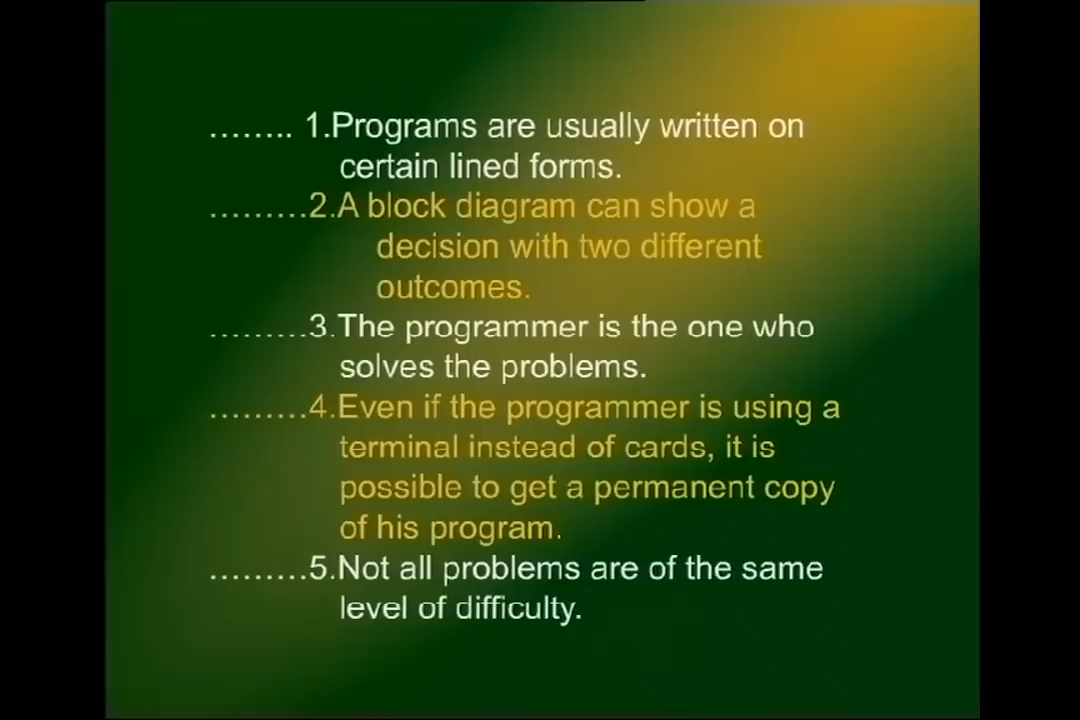 ........ 1.Programs are usually written on
certain lined forms.
.........2.A block diagram can show a
decision with two different
outcomes.
.........3.The programmer is the one who
solves the problems.
.........4.Even if the programmer is using a
terminal instead of cards, it is
possible to get a permanent copy
of his program.
.........5.Not all problems are of the same
level of difficulty.